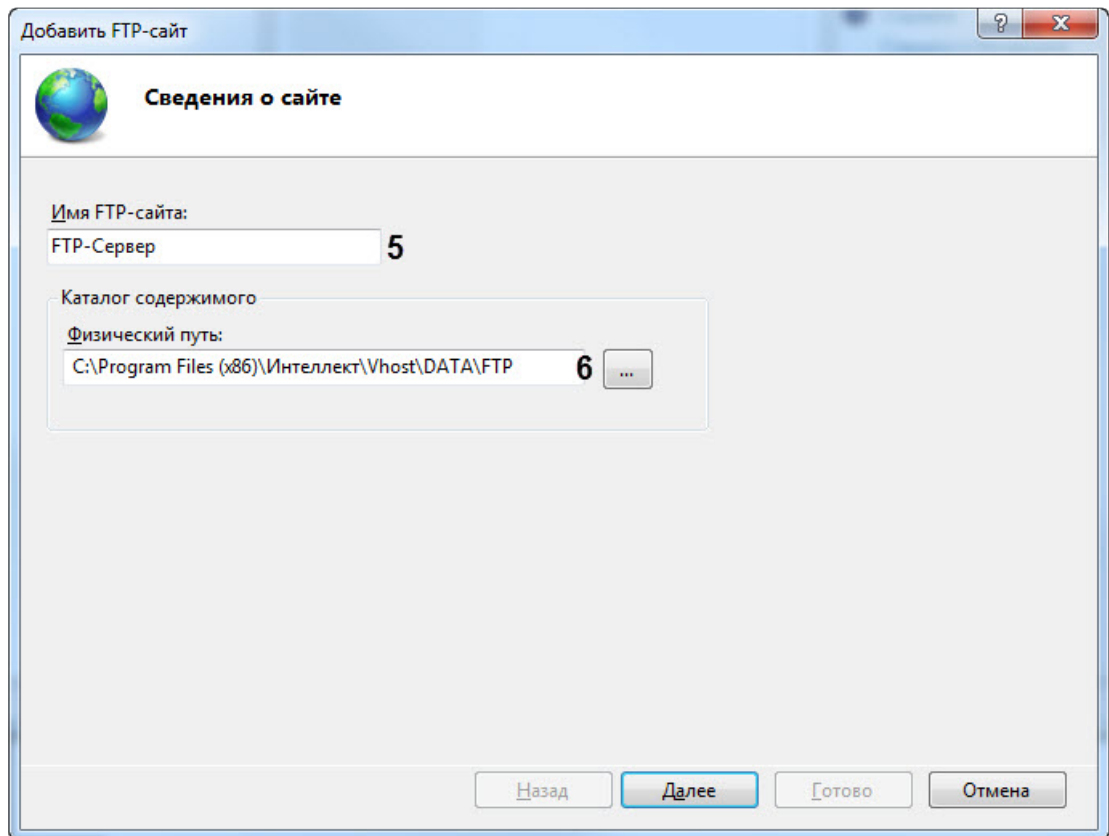 Добавить FTP-сайт
Сведения о сайте
Имя FTP-сайта:
FTP-Сервер 5
Каталог содержимого
Физический путь:
C:\Program Files (x86)\Интеллект\Vhost\DATA\FTP 6 ...
Назад Далее Готово Отмена